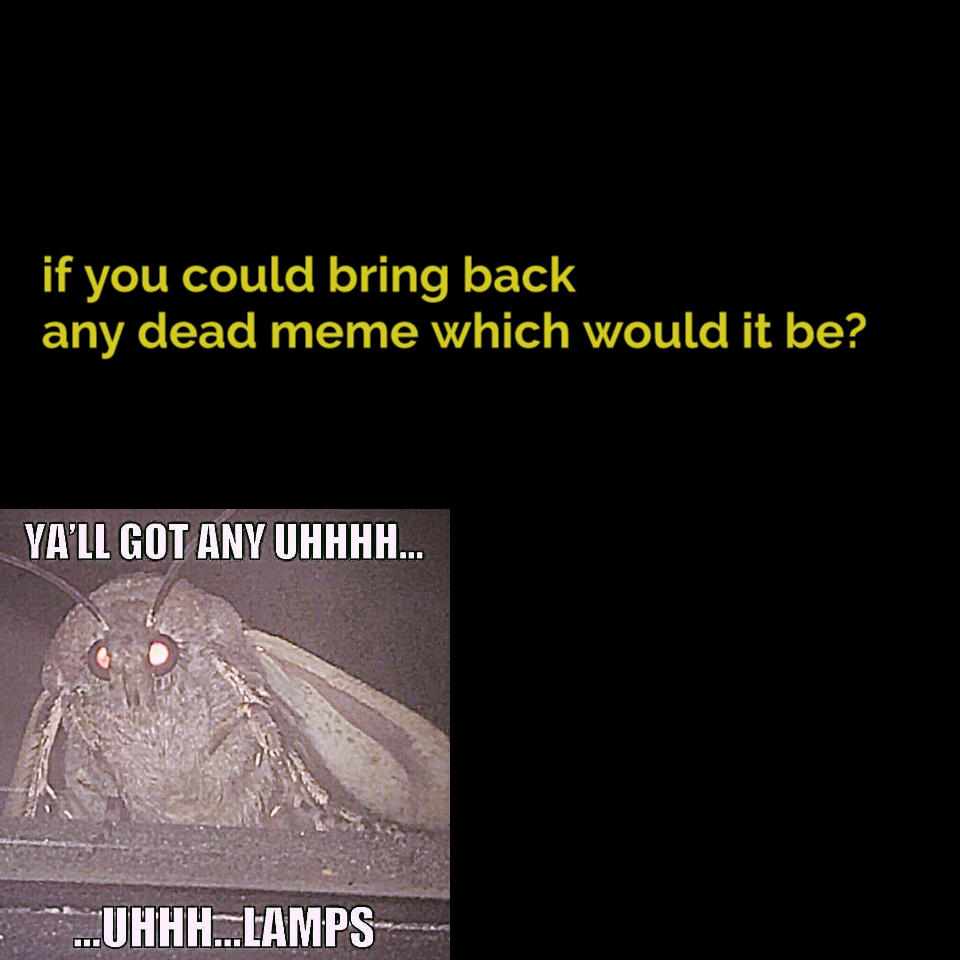 if you could bring back
any dead meme which would it be?
YA'LL GOT ANY UHHHH...
...UHHH...LAMPS